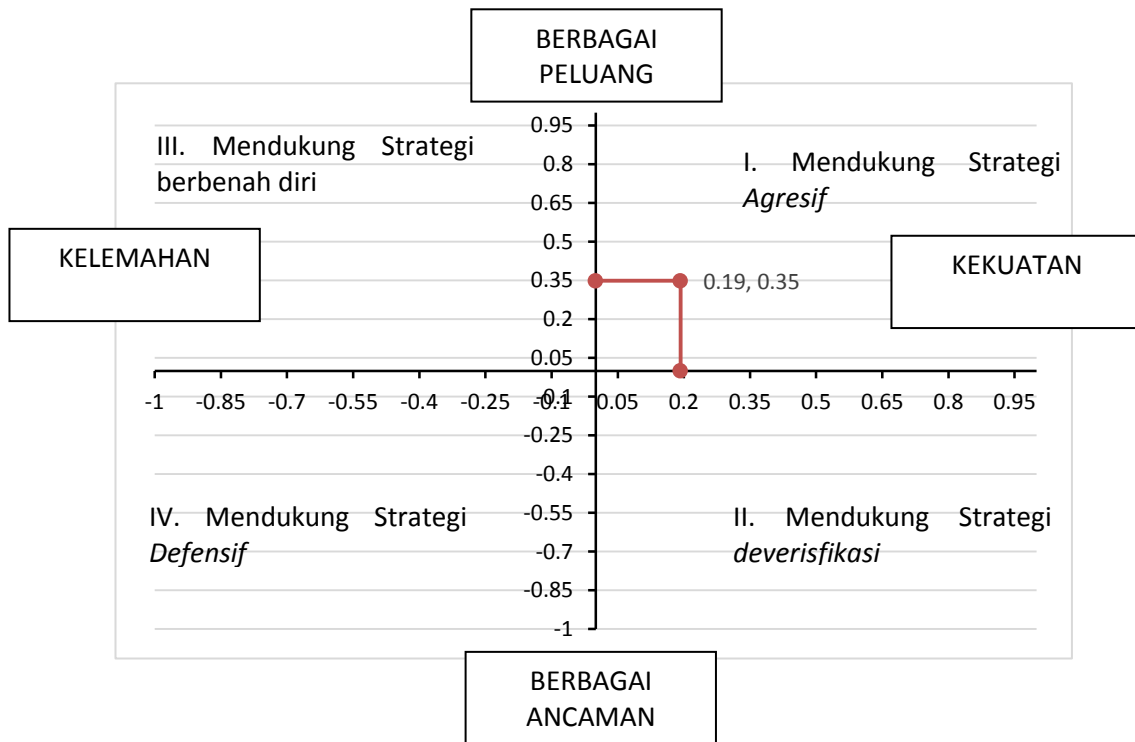 BERBAGAI
PELUANG
III. Mendukung Strategi
berbenah diri
I. Mendukung Strategi
Agresif
KELEMAHAN
KEKUATAN
0.95
0.8
0.65
0.5
0.35
0.2
0.05
-0.1
-0.25
-0.4
-0.55
-0.7
-0.85
-1
0.19, 0.35
-1 -0.85 -0.7 -0.55 -0.4 -0.25 -0.1 0.05 0.2 0.35 0.5 0.65 0.8 0.95
IV. Mendukung Strategi
Defensif
II. Mendukung Strategi
deverisfikasi
BERBAGAI
ANCAMAN